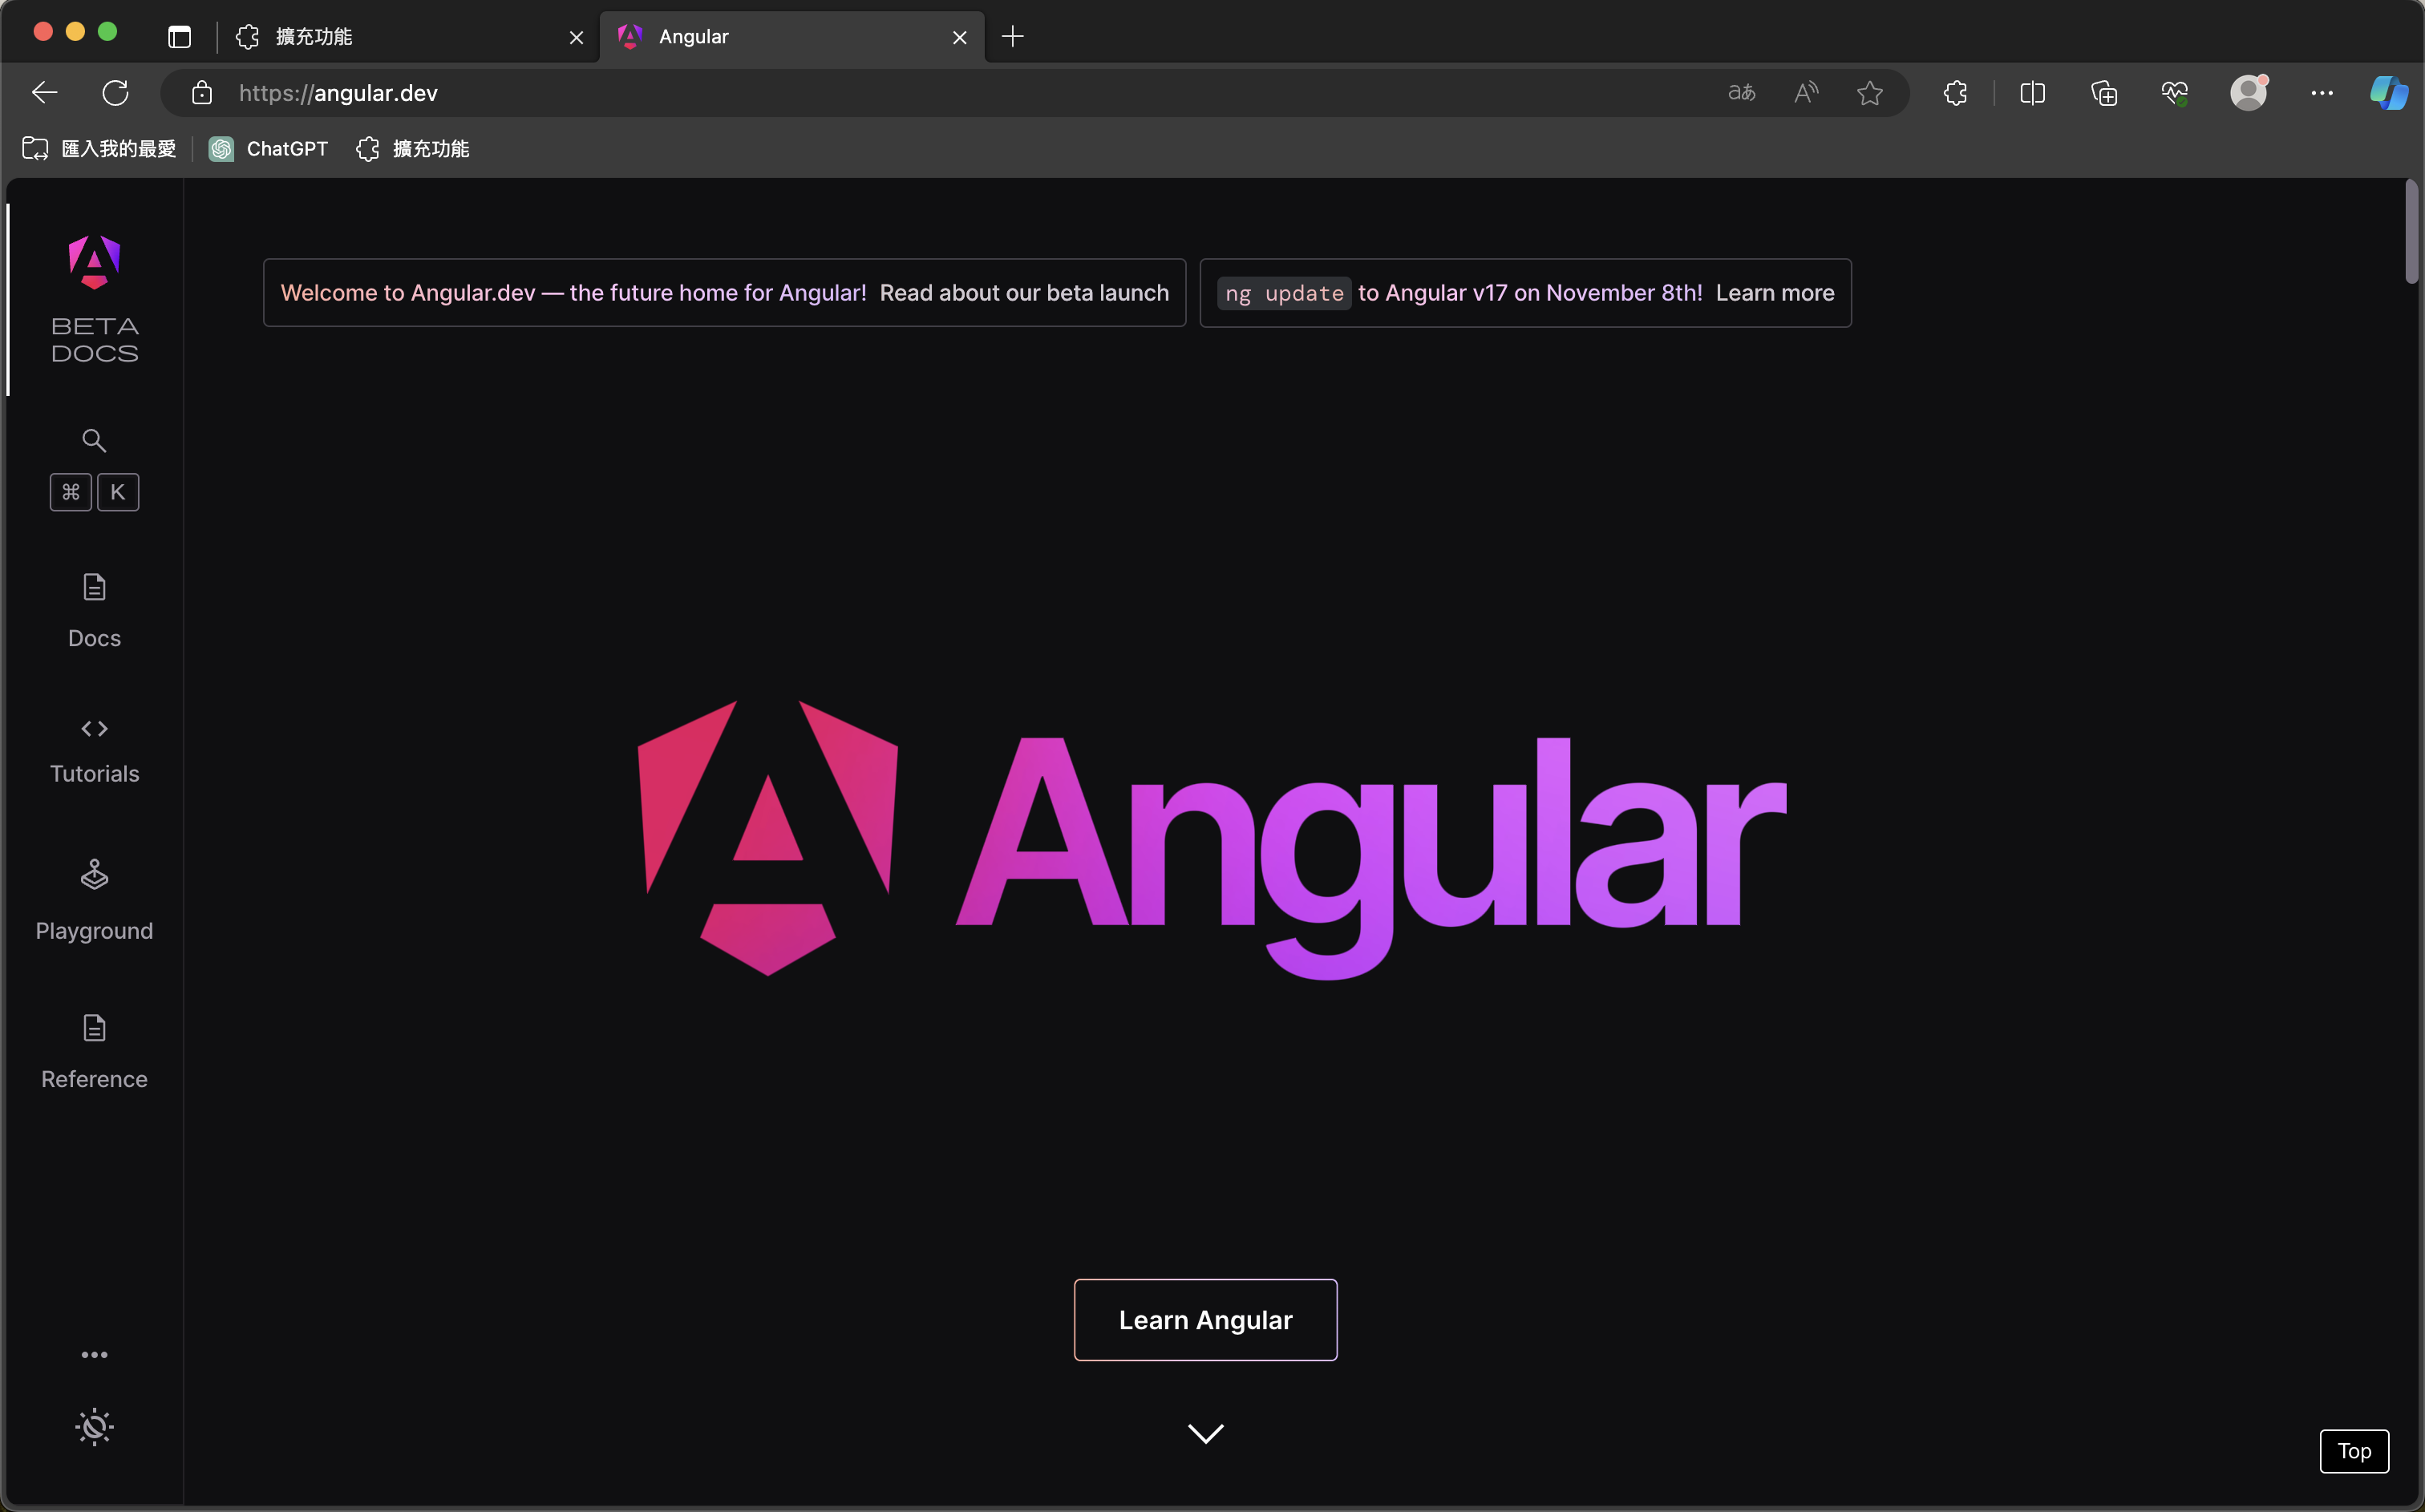 擴充功能
Angular
https://angular.dev
aあ
匯入我的最愛
ChatGPT
擴充功能
BETA
DOCS
Welcome to Angular.dev — the future home for Angular! Read about our beta launch
ng update to Angular v17 on November 8th! Learn more
⌘ K
Docs
Tutorials
Playground
Reference
Angular
Learn Angular
Top